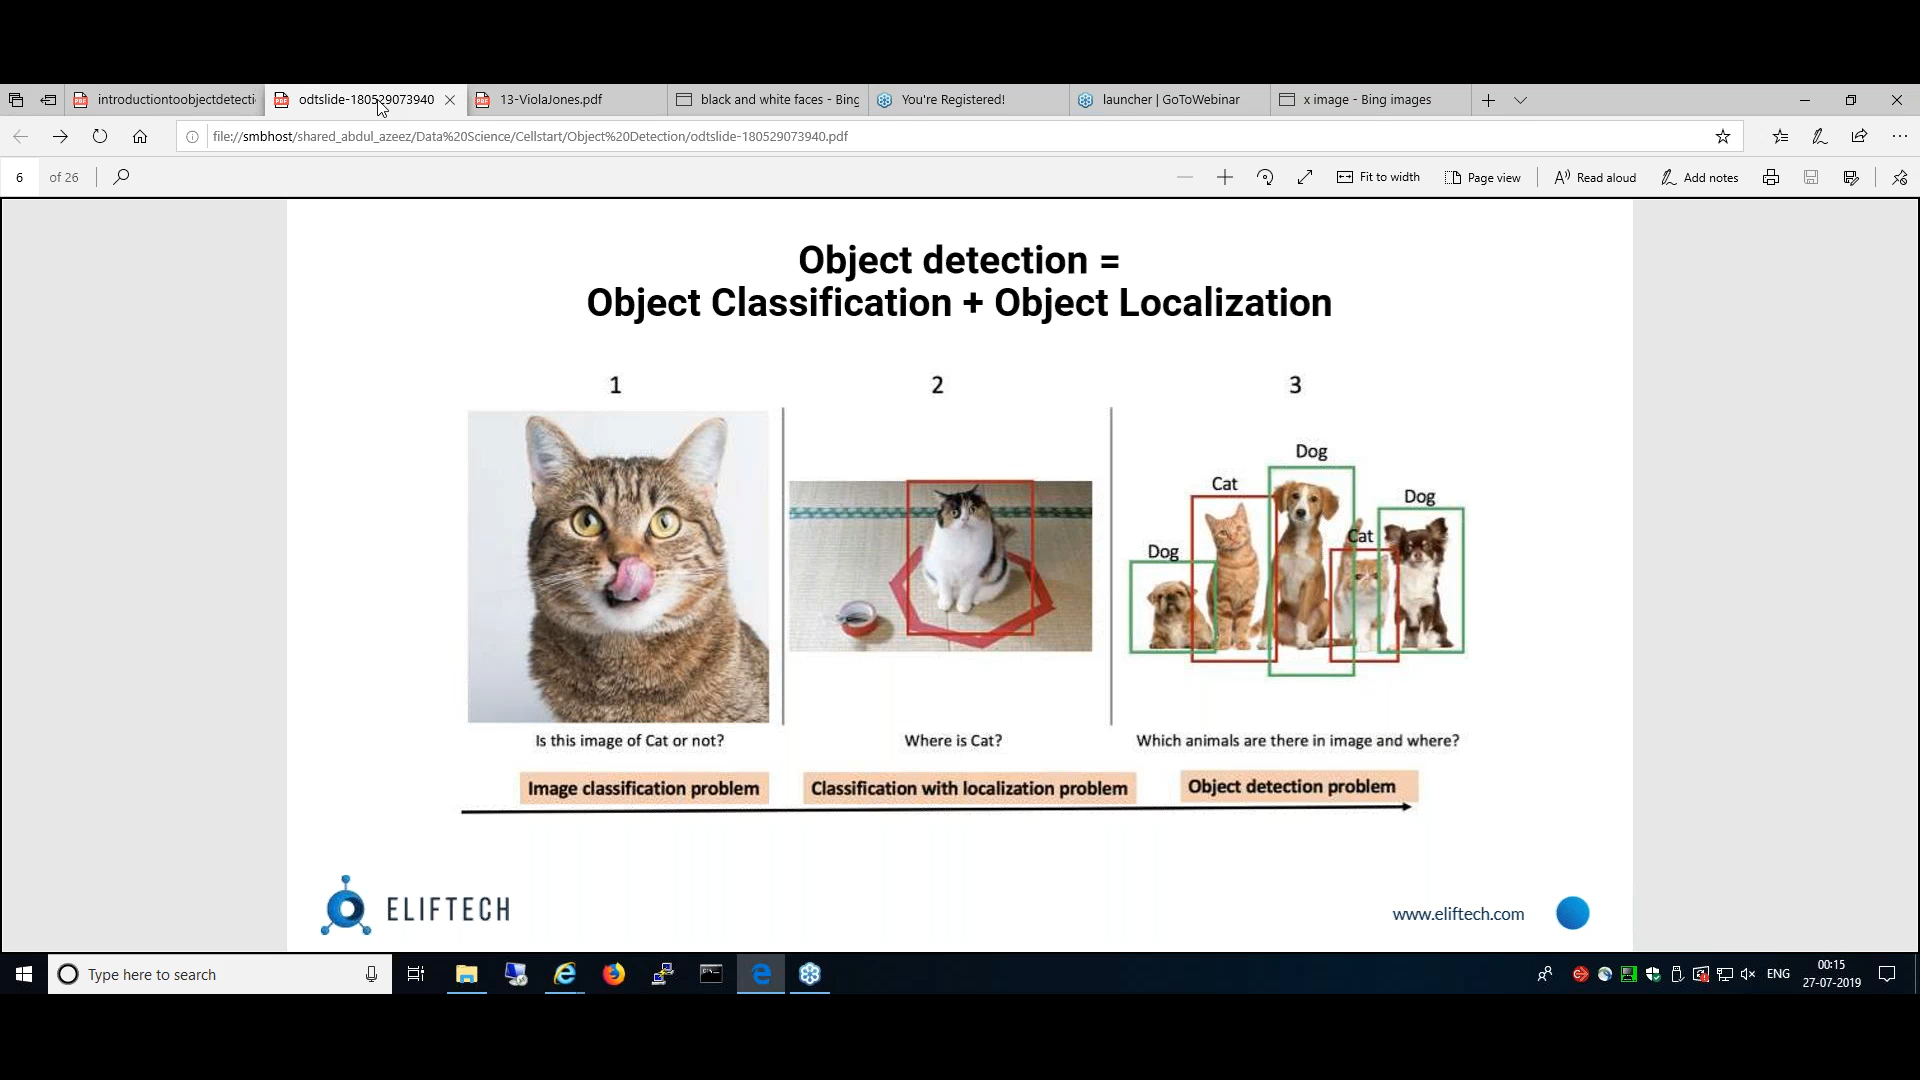 introductiontoobjectdetecti
odtslide-180529073940
13-ViolaJones.pdf
black and white faces - Bing
You're Registered!
launcher | GoToWebinar
x image - Bing images
file://smbhost/shared_abdul_azeez/Data%20Science/Cellstart/Object%20Detection/odtslide-180529073940.pdf
6 of 26
Fit to width
Page view
Read aloud
Add notes
Object detection =
Object Classification + Object Localization
1
2
3
Dog
Cat
Dog
Cat
Dog
Is this image of Cat or not?
Where is Cat?
Which animals are there in image and where?
Image classification problem
Classification with localization problem
Object detection problem
ELIFTECH
www.eliftech.com
Type here to search
ENG
00:15
27-07-2019